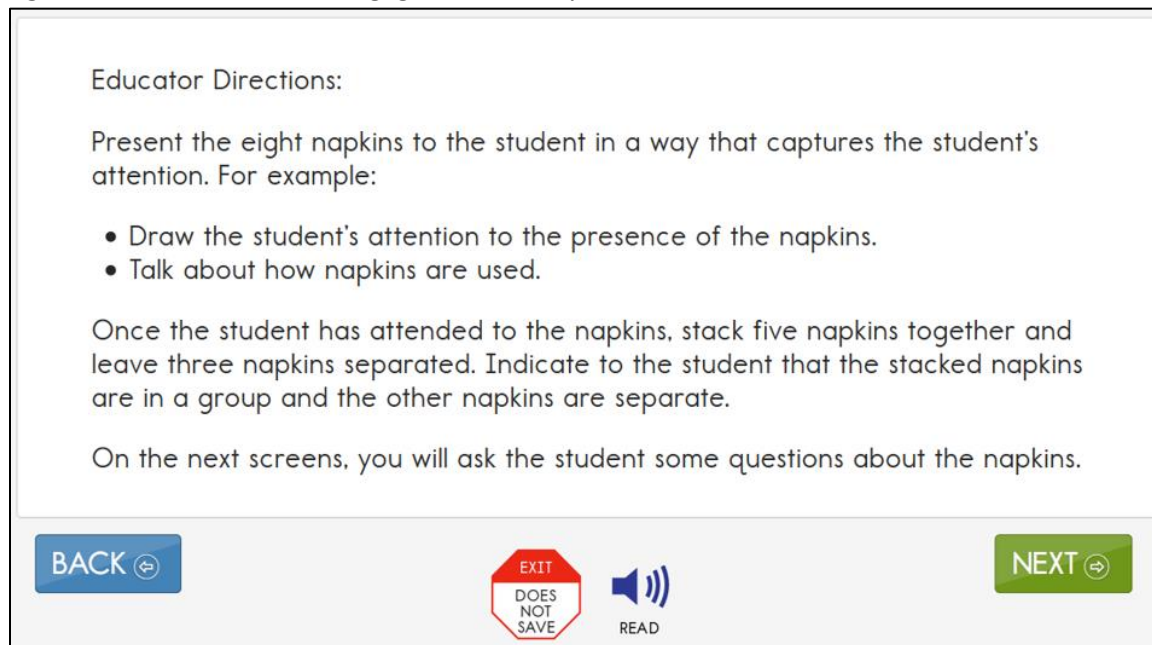 Educator Directions:
Present the eight napkins to the student in a way that captures the student's
attention. For example:
• Draw the student's attention to the presence of the napkins.
• Talk about how napkins are used.
Once the student has attended to the napkins, stack five napkins together and
leave three napkins separated. Indicate to the student that the stacked napkins
are in a group and the other napkins are separate.
On the next screens, you will ask the student some questions about the napkins.
BACK
EXIT
DOES
NOT
SAVE
READ
NEXT